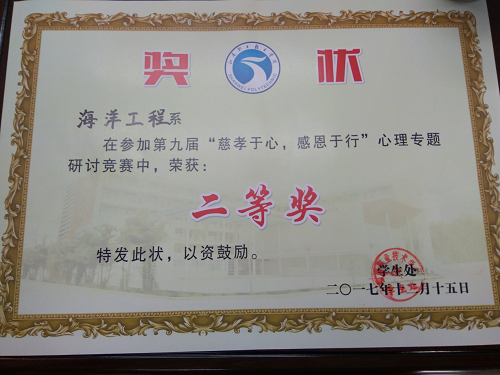 奖 状
海洋工程系
在参加第九届“慈孝于心，感恩于行”心理专题
研讨竞赛中，荣获：
二等奖
特发此状，以资鼓励。
学生处
二〇一七年十 月十五日